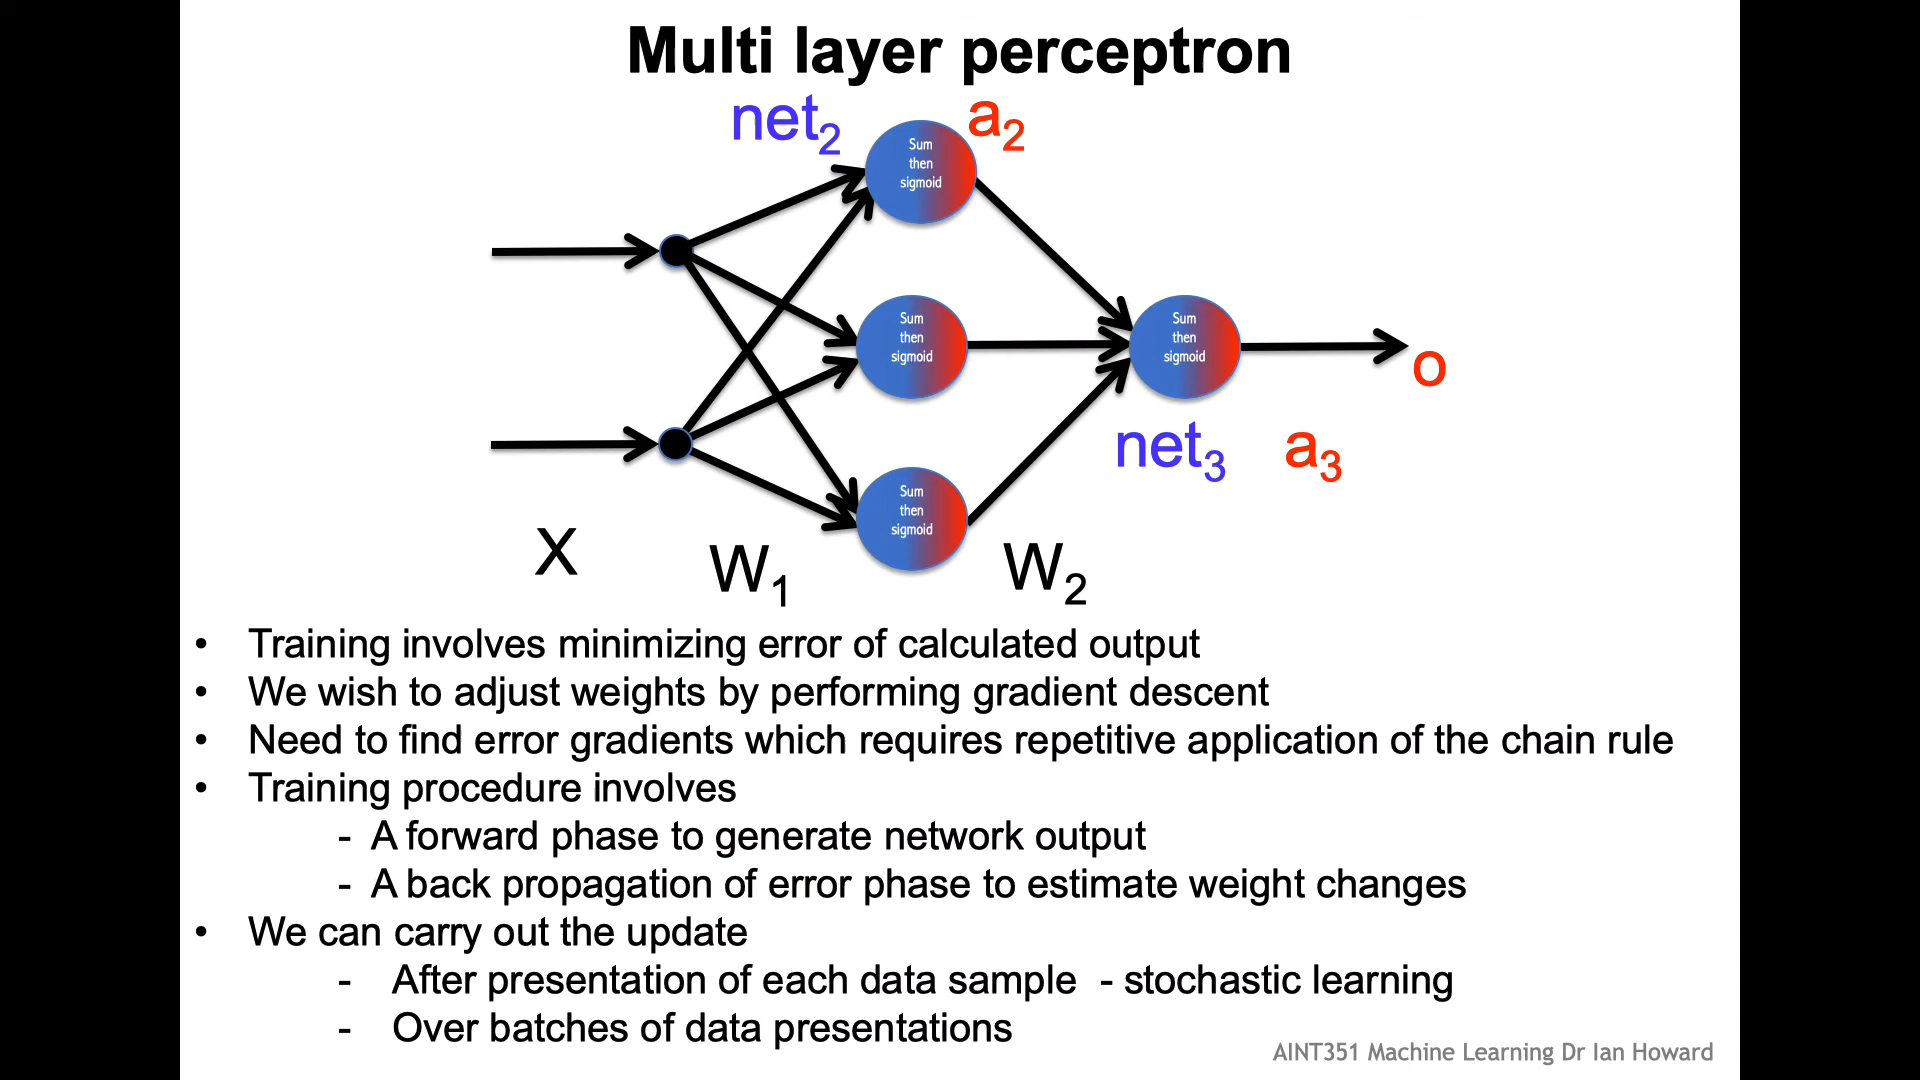 Multi layer perceptron
net2
a2
Sum
then
sigmoid
Sum
then
sigmoid
Sum
then
sigmoid
o
net3
a3
Sum
then
sigmoid
X
W1
W2
• Training involves minimizing error of calculated output
• We wish to adjust weights by performing gradient descent
• Need to find error gradients which requires repetitive application of the chain rule
• Training procedure involves
- A forward phase to generate network output
- A back propagation of error phase to estimate weight changes
• We can carry out the update
- After presentation of each data sample - stochastic learning
- Over batches of data presentations
AINT351 Machine Learning Dr Ian Howard